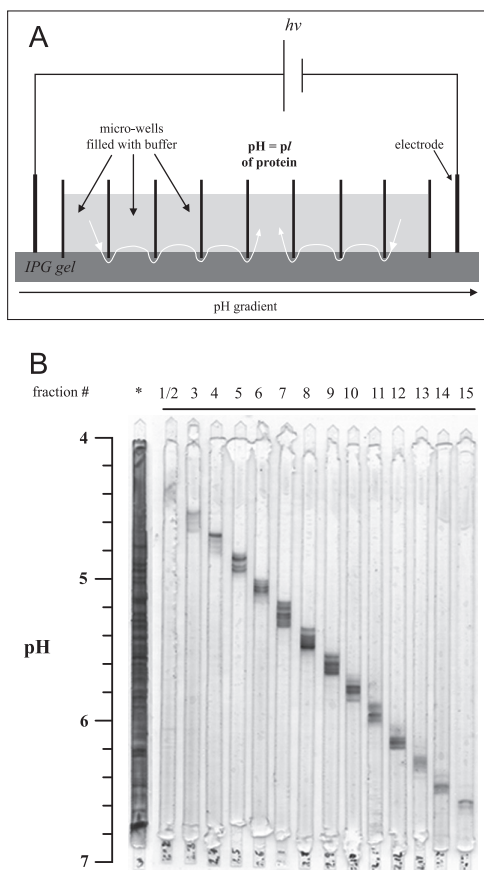 A
hv
micro-wells
filled with buffer
pH = pI
of protein
electrode
IPG gel
pH gradient
B
fraction # * 1/2 3 4 5 6 7 8 9 10 11 12 13 14 15
4
5
pH
6
7